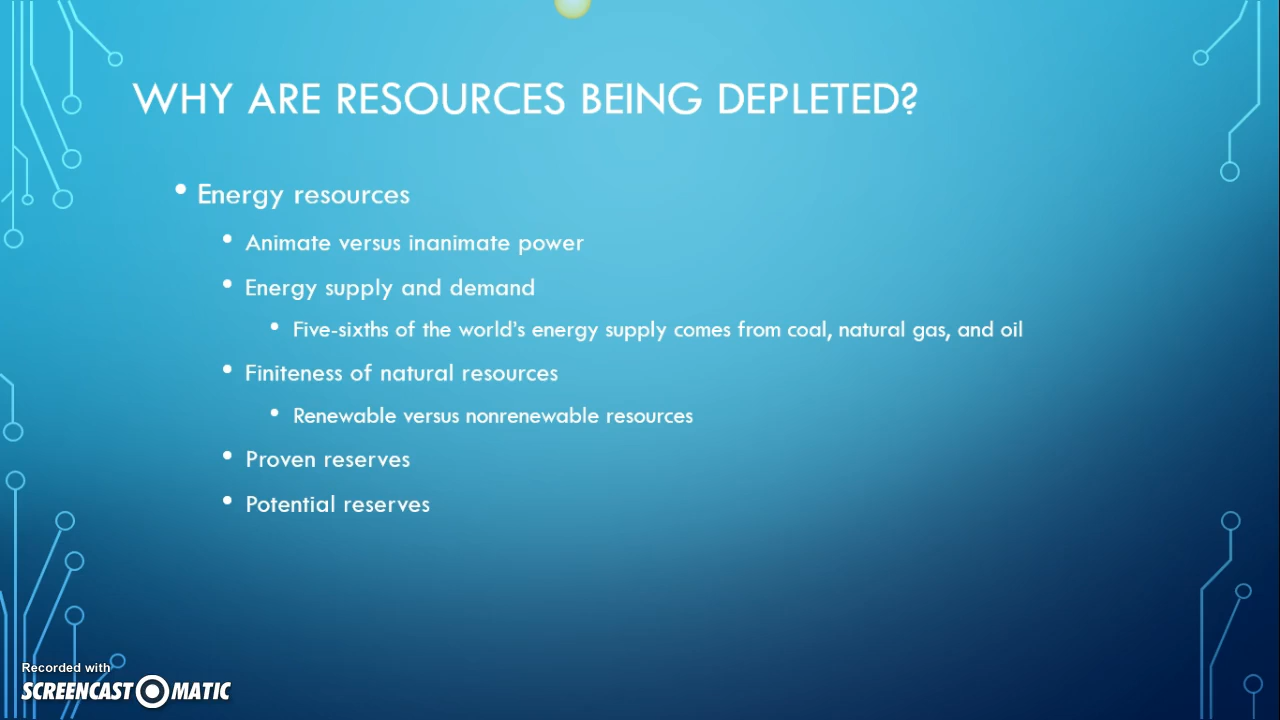 WHY ARE RESOURCES BEING DEPLETED?
• Energy resources
• Animate versus inanimate power
• Energy supply and demand
• Five-sixths of the world's energy supply comes from coal, natural gas, and oil
• Finiteness of natural resources
• Renewable versus nonrenewable resources
• Proven reserves
• Potential reserves
Recorded with
SCREENCAST MATIC